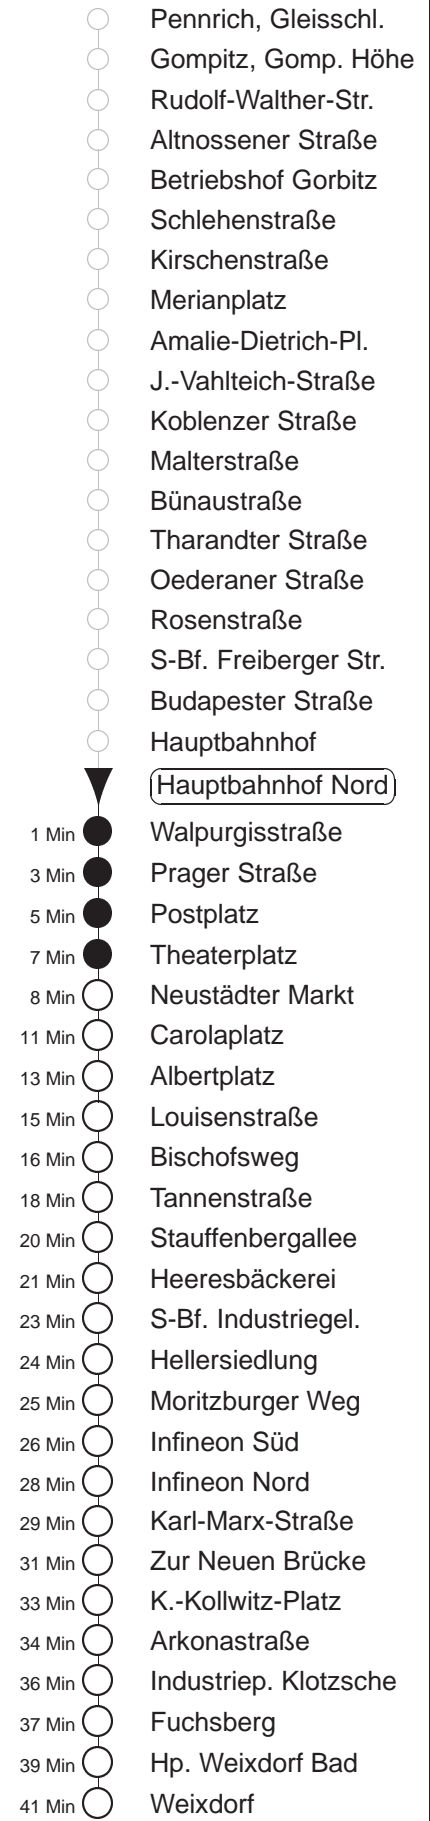 Pennrich, Gleisschl.
Gompitz, Gomp. Höhe
Rudolf-Walther-Str.
Altnossener Straße
Betriebshof Gorbitz
Schlehenstraße
Kirschenstraße
Merianplatz
Amalie-Dietrich-Pl.
J.-Vahlteich-Straße
Koblenzer Straße
Malterstraße
Bünaustraße
Tharandter Straße
Oederaner Straße
Rosenstraße
S-Bf. Freiberger Str.
Budapester Straße
Hauptbahnhof
Hauptbahnhof Nord
1 Min Walpurgisstraße
3 Min Prager Straße
5 Min Postplatz
7 Min Theaterplatz
8 Min Neustädter Markt
11 Min Carolaplatz
13 Min Albertplatz
15 Min Louisenstraße
16 Min Bischofsweg
18 Min Tannenstraße
20 Min Stauffenbergallee
21 Min Heeresbäckerei
23 Min S-Bf. Industriegel.
24 Min Hellersiedlung
25 Min Moritzburger Weg
26 Min Infineon Süd
28 Min Infineon Nord
29 Min Karl-Marx-Straße
31 Min Zur Neuen Brücke
33 Min K.-Kollwitz-Platz
34 Min Arkonastraße
36 Min Industriep. Klotzsche
37 Min Fuchsberg
39 Min Hp. Weixdorf Bad
41 Min Weixdorf